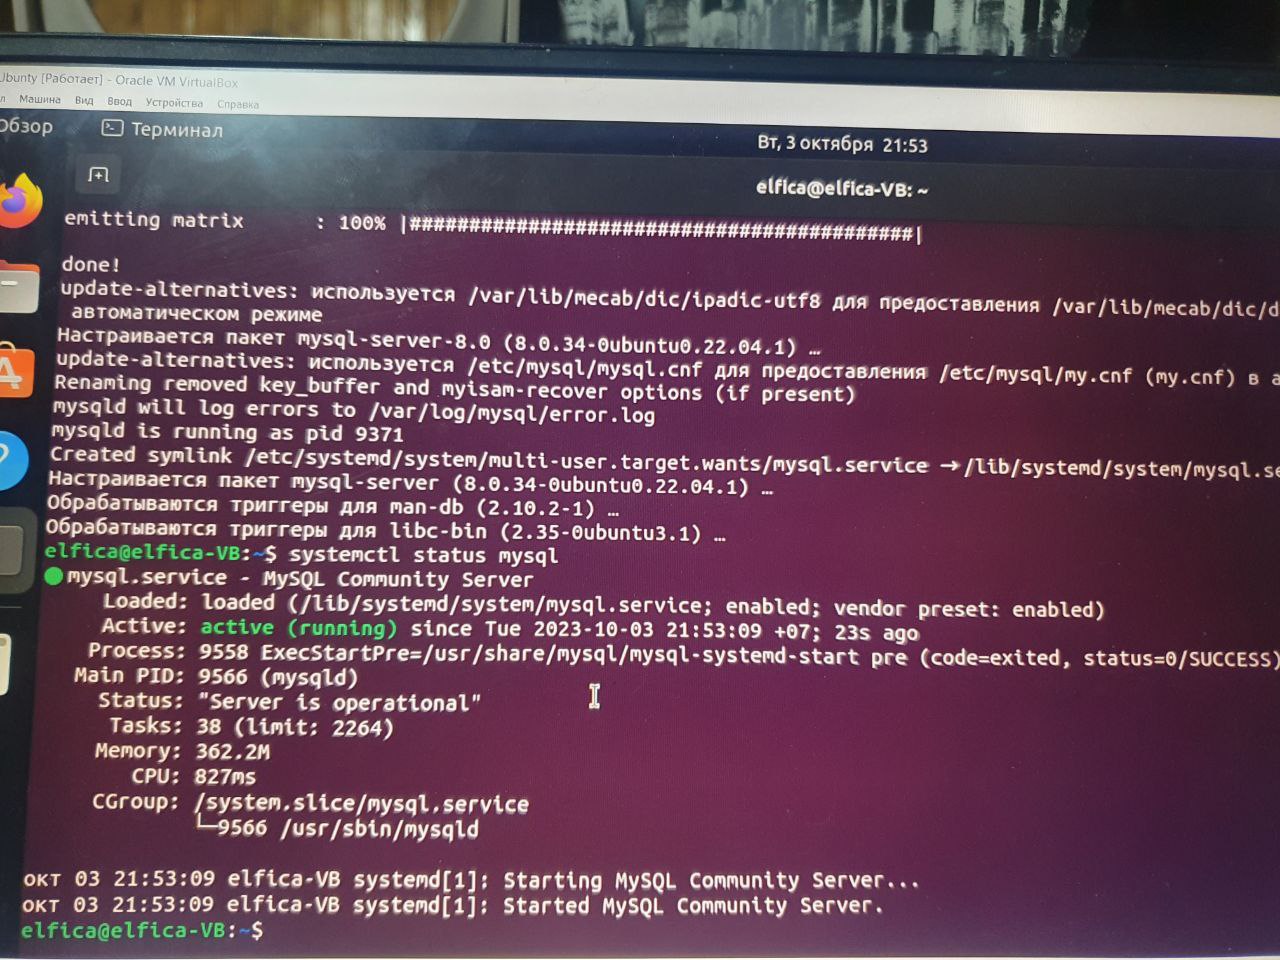 Ubunty [Работает] - Oracle VM VirtualBox
Машина Вид Ввод Устройства Справка
Обзор Терминал Вт, 3 октября 21:53
elfica@elfica-VB: ~
emitting matrix : 100% |###########################################|
done!
update-alternatives: используется /var/lib/mecab/dic/ipadic-utf8 для предоставления /var/lib/mecab/dic/d
автоматическом режиме
Настраивается пакет mysql-server-8.0 (8.0.34-0ubuntu0.22.04.1) …
update-alternatives: используется /etc/mysql/mysql.cnf для предоставления /etc/mysql/my.cnf (my.cnf) в а
Renaming removed key_buffer and myisam-recover options (if present)
mysqld will log errors to /var/log/mysql/error.log
mysqld is running as pid 9371
Created symlink /etc/systemd/system/multi-user.target.wants/mysql.service → /lib/systemd/system/mysql.se
Настраивается пакет mysql-server (8.0.34-0ubuntu0.22.04.1) …
Обрабатываются триггеры для man-db (2.10.2-1) …
Обрабатываются триггеры для libc-bin (2.35-0ubuntu3.1) …
elfica@elfica-VB:~$ systemctl status mysql
● mysql.service - MySQL Community Server
Loaded: loaded (/lib/systemd/system/mysql.service; enabled; vendor preset: enabled)
Active: active (running) since Tue 2023-10-03 21:53:09 +07; 23s ago
Process: 9558 ExecStartPre=/usr/share/mysql/mysql-systemd-start pre (code=exited, status=0/SUCCESS)
Main PID: 9566 (mysqld)
Status: "Server is operational"
Tasks: 38 (limit: 2264)
Memory: 362.2M
CPU: 827ms
CGroup: /system.slice/mysql.service
└─9566 /usr/sbin/mysqld
окт 03 21:53:09 elfica-VB systemd[1]: Starting MySQL Community Server...
окт 03 21:53:09 elfica-VB systemd[1]: Started MySQL Community Server.
elfica@elfica-VB:~$